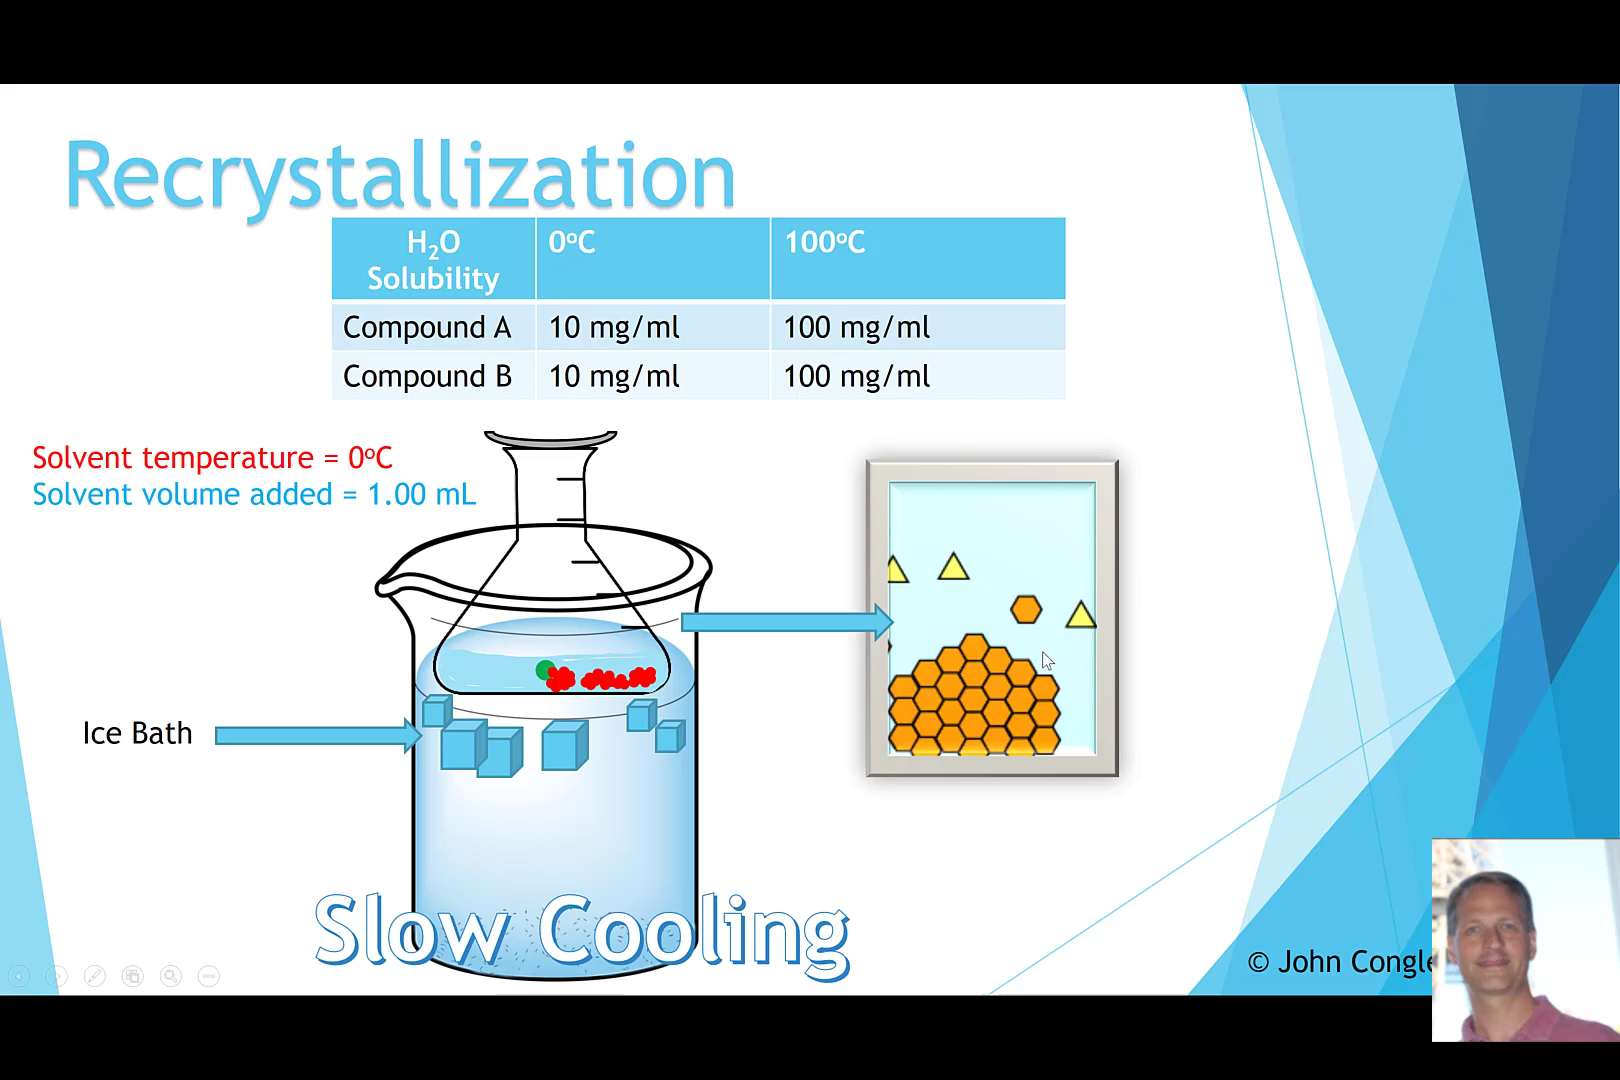 Recrystallization
H₂O Solubility 0ᵒC 100ᵒC
Compound A 10 mg/ml 100 mg/ml
Compound B 10 mg/ml 100 mg/ml
Solvent temperature = 0ᵒC
Solvent volume added = 1.00 mL
Ice Bath
Slow Cooling
© John